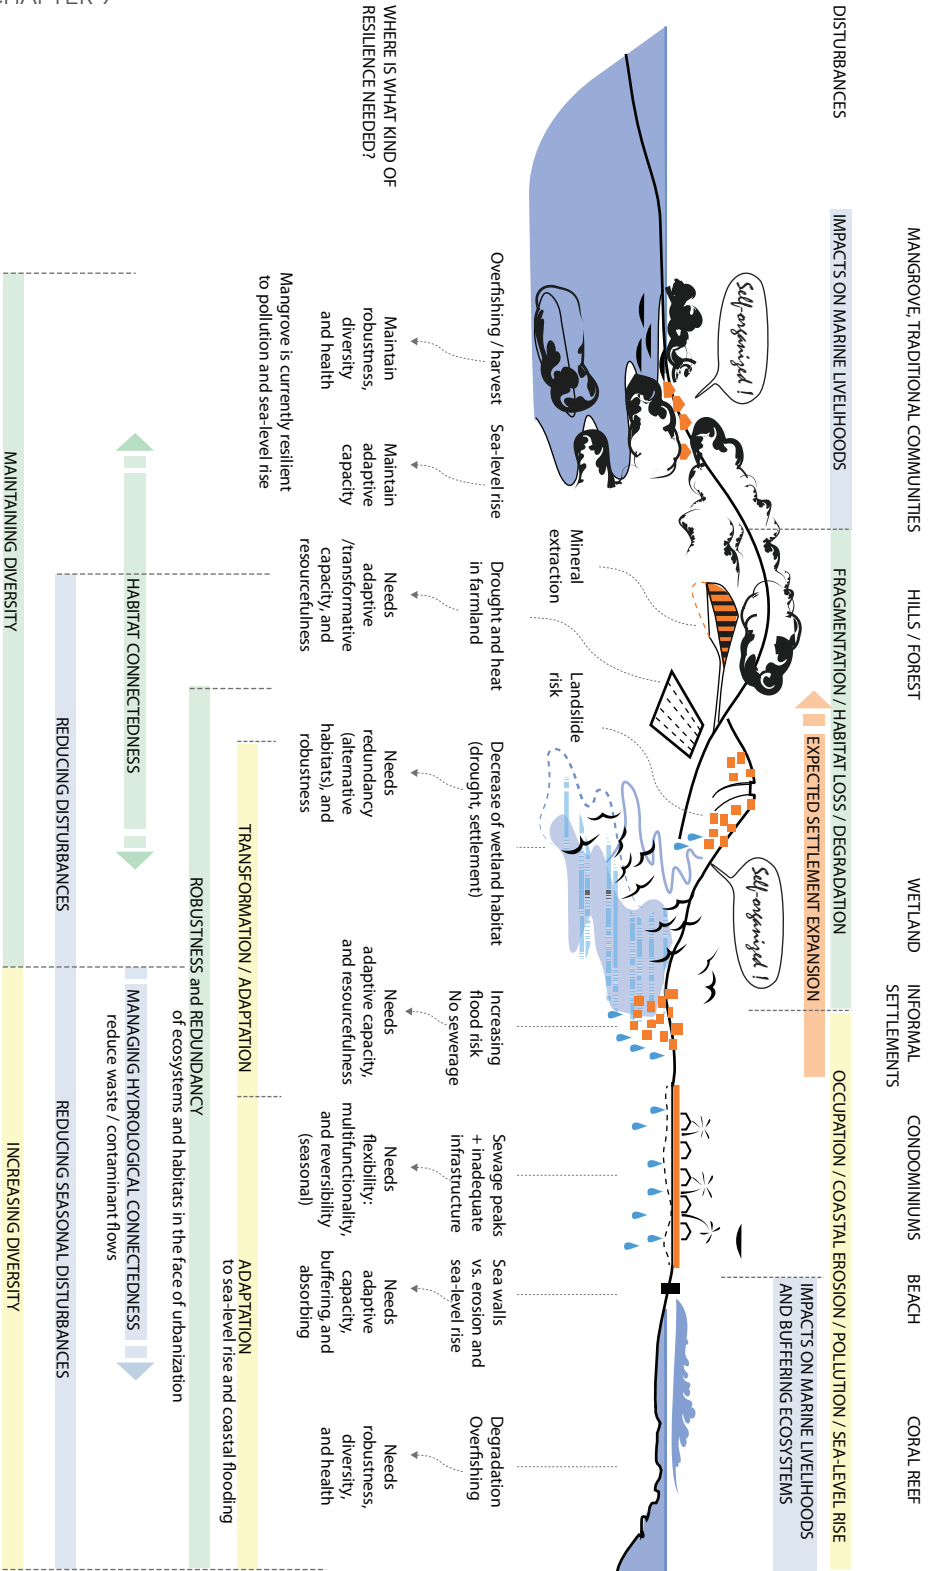 DISTURBANCES
MANGROVE, TRADITIONAL COMMUNITIES
HILLS / FOREST
WETLAND
INFORMAL
SETTLEMENTS
CONDOMINIUMS
BEACH
CORAL REEF
IMPACTS ON MARINE LIVELIHOODS
FRAGMENTATION / HABITAT LOSS / DEGRADATION
OCCUPATION / COASTAL EROSION / POLLUTION / SEA-LEVEL RISE
EXPECTED SETTLEMENT EXPANSION
IMPACTS ON MARINE LIVELIHOODS
AND BUFFERING ECOSYSTEMS
Self-organized !
Self-organized !
Mineral
extraction
Landslide
risk
Overfishing / harvest
Sea-level rise
Drought and heat
in farmland
Decrease of wetland habitat
(drought, settlement)
Increasing
flood risk
No sewerage
Sewage peaks
+ inadequate
infrastructure
Sea walls
vs. erosion and
sea-level rise
Degradation
Overfishing
WHERE IS WHAT KIND OF
RESILIENCE NEEDED?
Maintain
robustness,
diversity
and health
Maintain
adaptive
capacity
Mangrove is currently resilient
to pollution and sea-level rise
Needs
adaptive
/transformative
capacity, and
resourcefulness
Needs
redundancy
(alternative
habitats), and
robustness
Needs
adaptive capacity,
and resourcefulness
Needs
flexibility:
multifunctionality,
and reversibility
(seasonal)
Needs
adaptive
capacity,
buffering, and
absorbing
Needs
robustness,
diversity,
and health
TRANSFORMATION / ADAPTATION
ADAPTATION
to sea-level rise and coastal flooding
ROBUSTNESS and REDUNDANCY
of ecosystems and habitats in the face of urbanization
HABITAT CONNECTEDNESS
MANAGING HYDROLOGICAL CONNECTEDNESS
reduce waste / contaminant flows
REDUCING DISTURBANCES
REDUCING SEASONAL DISTURBANCES
MAINTAINING DIVERSITY
INCREASING DIVERSITY